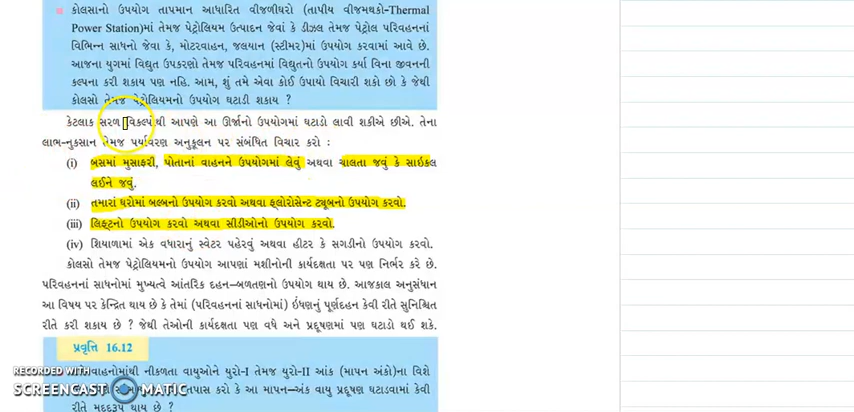 કોલસાનો ઉપયોગ તાપમાન આધારિત વીજળીઘરો (તાપીય વીજમથકો-Thermal
Power Station)માં તેમજ પેટ્રોલિયમ ઉત્પાદન જેવાં કે ડીઝલ તેમજ પેટ્રોલ પરિવહનનાં
વિભિન્ન સાધનો જેવા કે, મોટરવાહન, જલયાન (સ્ટીમર)માં ઉપયોગ કરવામાં આવે છે.
આજના યુગમાં વિદ્યુત ઉપકરણો તેમજ પરિવહનમાં વિદ્યુતનો ઉપયોગ કર્યા વિના જીવનની
કલ્પના કરી શકાય પણ નહિ. આમ, શું તમે એવા કોઈ ઉપાયો વિચારી શકો છો કે જેથી
કોલસો તેમજ પેટ્રોલિયમનો ઉપયોગ ઘટાડી શકાય ?
કેટલાક સરળ વિકલ્પથી આપણે આ ઊર્જાનો ઉપયોગમાં ઘટાડો લાવી શકીએ છીએ. તેના
લાભ-નુકસાન તેમજ પર્યાવરણ અનુકૂલન પર સંબંધિત વિચાર કરો :
(i) બસમાં મુસાફરી, પોતાનાં વાહનને ઉપયોગમાં લેવું અથવા ચાલતા જવું કે સાઇકલ
લઈને જવું.
(ii) તમારાં ઘરોમાં બલ્બનો ઉપયોગ કરવો અથવા ફ્લોરોસેન્ટ ટ્યૂબનો ઉપયોગ કરવો.
(iii) લિફ્ટનો ઉપયોગ કરવો અથવા સીડીઓનો ઉપયોગ કરવો.
(iv) શિયાળામાં એક વધારાનું સ્વેટર પહેરવું અથવા હીટર કે સગડીનો ઉપયોગ કરવો.
કોલસો તેમજ પેટ્રોલિયમનો ઉપયોગ આપણાં મશીનોની કાર્યદક્ષતા પર પણ નિર્ભર કરે છે.
પરિવહનનાં સાધનોમાં મુખ્યત્વે આંતરિક દહન-બળતણનો ઉપયોગ થાય છે. આજકાલ અનુસંધાન
આ વિષય પર કેન્દ્રિત થાય છે કે તેમાં (પરિવહનનાં સાધનોમાં) ઇંધણનું પૂર્ણદહન કેવી રીતે સુનિશ્ચિત
રીતે કરી શકાય છે ? જેથી તેઓની કાર્યદક્ષતા પણ વધે અને પ્રદૂષણમાં પણ ઘટાડો થઈ શકે.
પ્રવૃત્તિ 16.12
વાહનોમાંથી નીકળતા વાયુઓને યુરો-I તેમજ યુરો-II આંક (માપન અંકો)ના વિશે
તપાસ કરો કે આ માપન-અંક વાયુ પ્રદૂષણ ઘટાડવામાં કેવી
રીતે મદદરૂપ થાય છે ?
RECORDED WITH
SCREENCAST MATIC